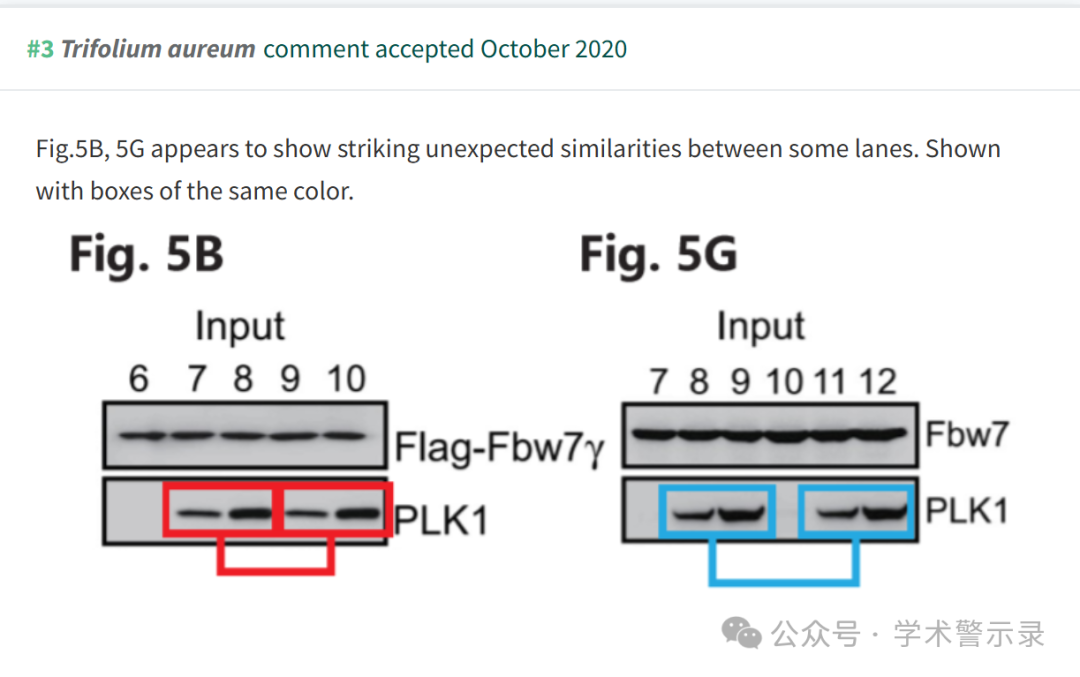 #3 Trifolium aureum comment accepted October 2020
Fig.5B, 5G appears to show striking unexpected similarities between some lanes. Shown
with boxes of the same color.
Fig. 5B
Fig. 5G
Input
Input
6 7 8 9 10
7 8 9 10 11 12
Flag-Fbw7γ
Fbw7
PLK1
PLK1
公众号 · 学术警示录